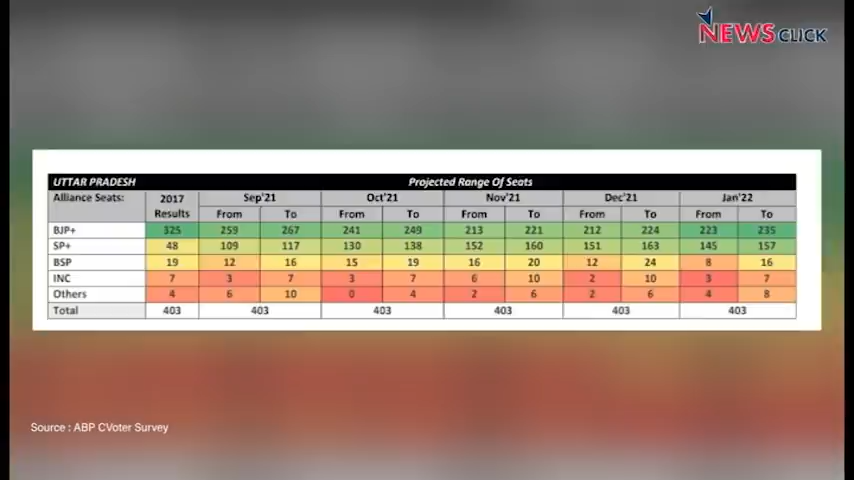 NEWSCLICK
UTTAR PRADESH Projected Range Of Seats
Alliance Seats: 2017 Results Sep'21 Oct'21 Nov'21 Dec'21 Jan'22
From To From To From To From To From To
BJP+ 325 259 267 241 249 213 221 212 224 223 235
SP+ 48 109 117 130 138 152 160 151 163 145 157
BSP 19 12 16 15 19 16 20 12 24 8 16
INC 7 3 7 3 7 6 10 2 10 3 7
Others 4 6 10 0 4 2 6 2 6 4 8
Total 403 403 403 403 403 403
Source : ABP CVoter Survey